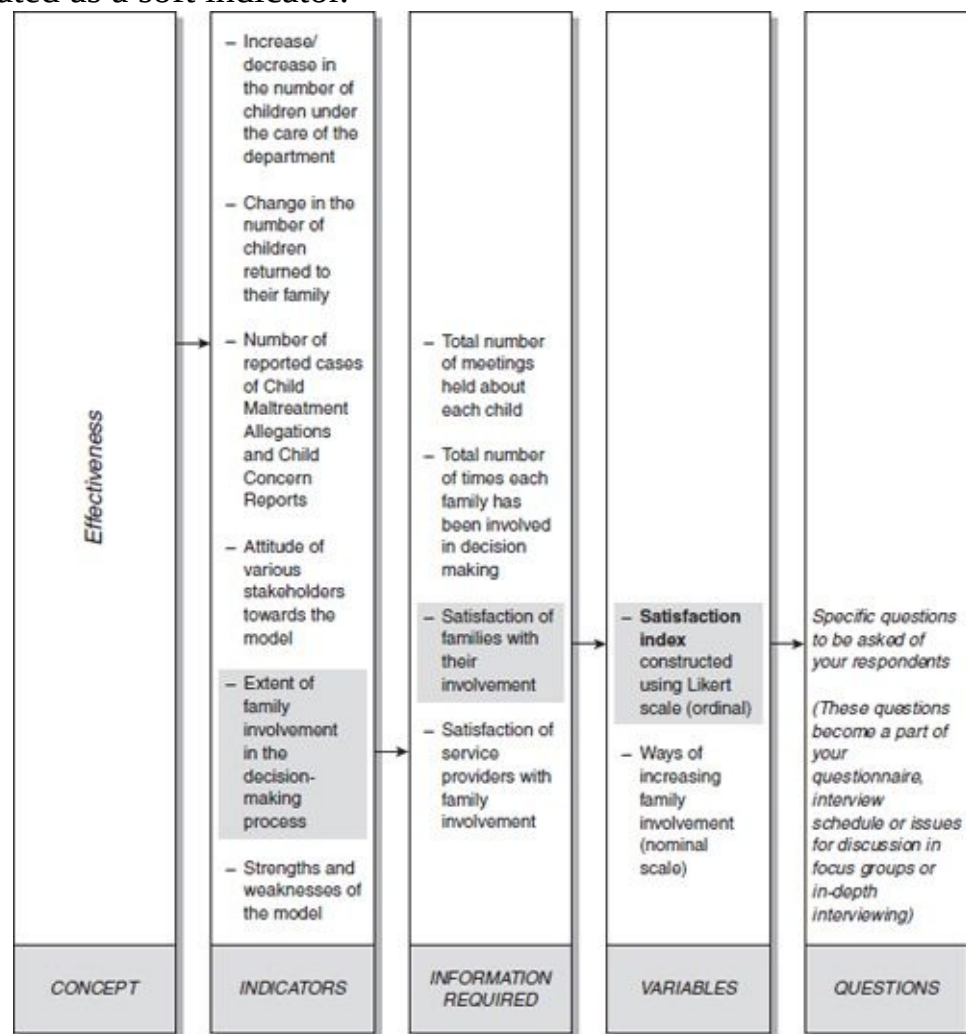 ated as a soft indicator.
Effectiveness
– Increase/
decrease in
the number of
children under
the care of the
department
– Change in the
number of
children
returned to
their family
– Number of
reported cases
of Child
Maltreatment
Allegations
and Child
Concern
Reports
– Attitude of
various
stakeholders
towards the
model
– Extent of
family
involvement
in the
decision-
making
process
– Strengths and
weaknesses of
the model
– Total number
of meetings
held about
each child
– Total number
of times each
family has
been involved
in decision
making
– Satisfaction of
families with
their
involvement
– Satisfaction of
service
providers with
family
involvement
– Satisfaction
index
constructed
using Likert
scale (ordinal)
– Ways of
increasing
family
involvement
(nominal
scale)
Specific questions
to be asked of
your respondents
(These questions
become a part of
your
questionnaire,
interview
schedule or issues
for discussion in
focus groups or
in-depth
interviewing)
CONCEPT
INDICATORS
INFORMATION
REQUIRED
VARIABLES
QUESTIONS